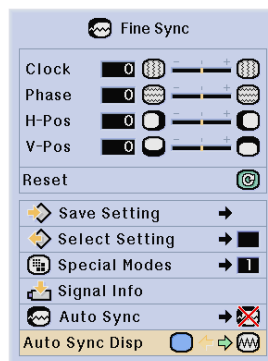 Fine Sync
Clock 0
Phase 0
H-Pos 0
V-Pos 0
Reset
Save Setting
Select Setting
Special Modes 1
Signal Info
Auto Sync
Auto Sync Disp